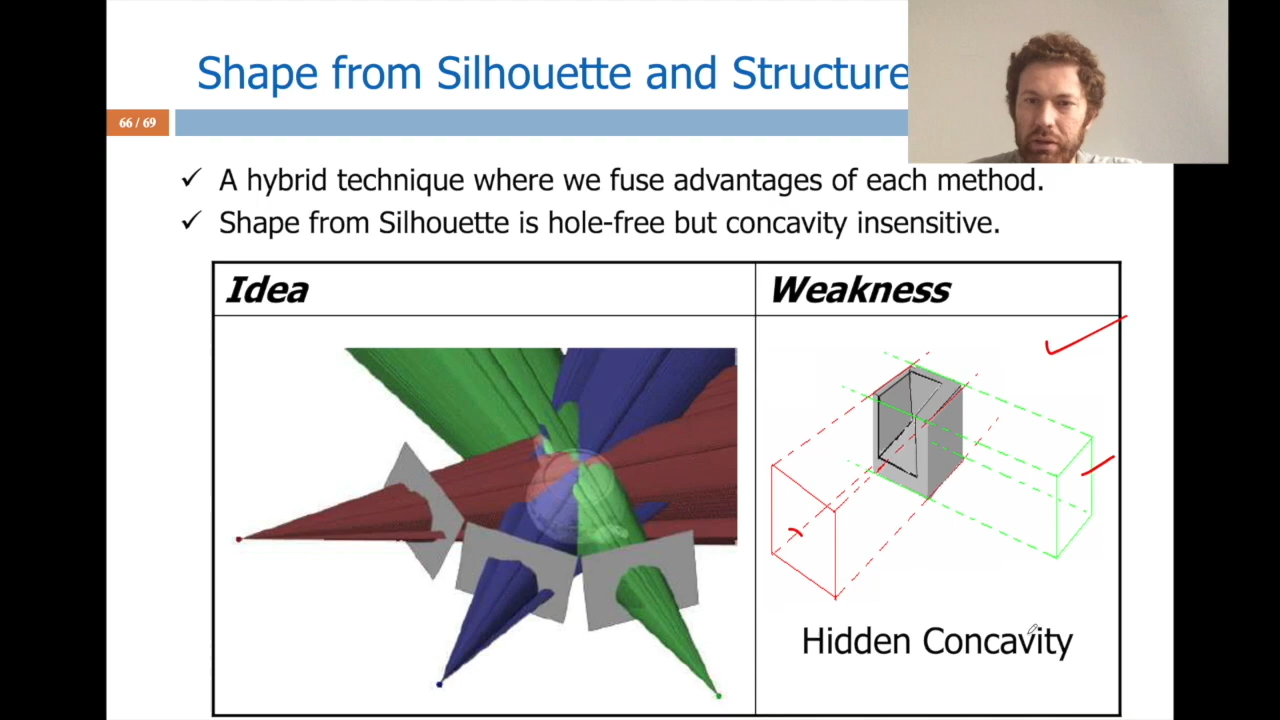 Shape from Silhouette and Structure
66 / 69
✓ A hybrid technique where we fuse advantages of each method.
✓ Shape from Silhouette is hole-free but concavity insensitive.
Idea
Weakness
Hidden Concavity